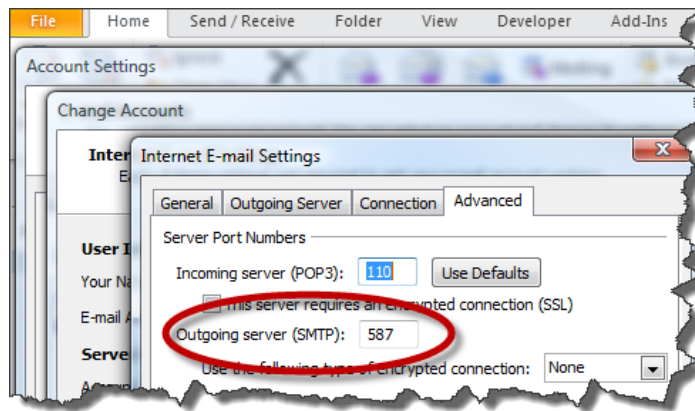 File Home Send / Receive Folder View Developer Add-Ins
Account Settings
Change Account
Inter
Internet E-mail Settings
General Outgoing Server Connection Advanced
Server Port Numbers
User I
Incoming server (POP3): 110 Use Defaults
Your Na
This server requires an encrypted connection (SSL)
E-mail A
Outgoing server (SMTP): 587
Serve
Use the following type of encrypted connection: None